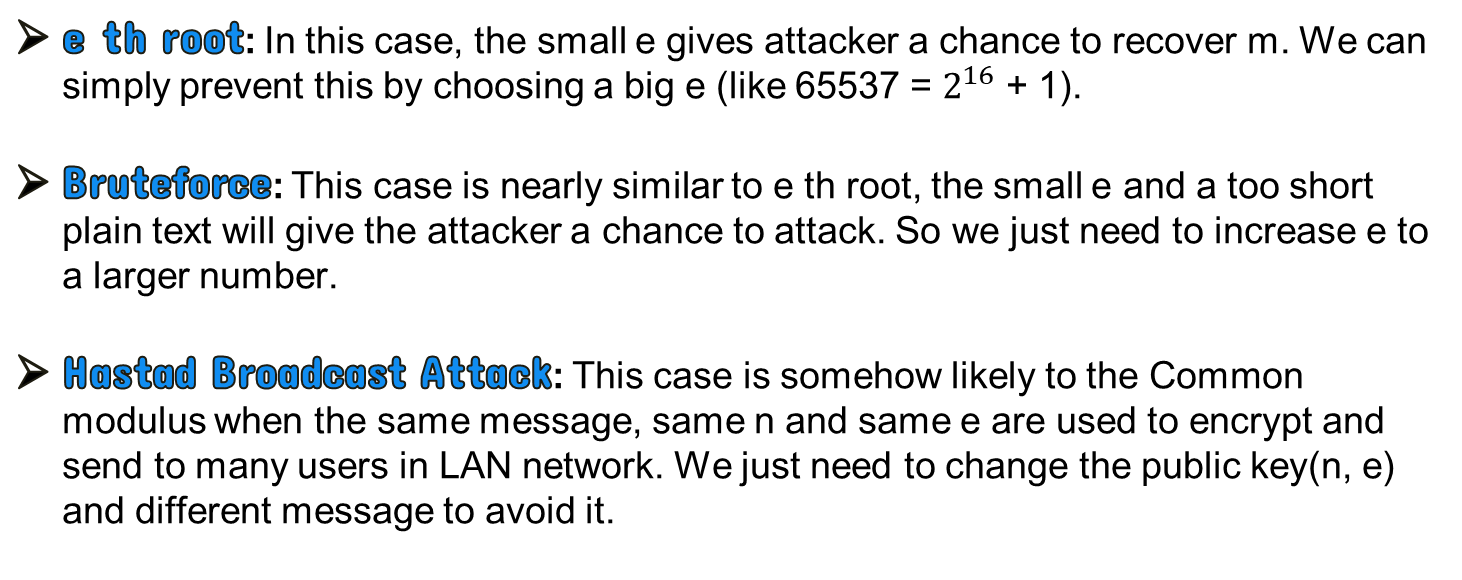 ➢ e th root: In this case, the small e gives attacker a chance to recover m. We can
simply prevent this by choosing a big e (like 65537 = 2¹⁶ + 1).
➢ Bruteforce: This case is nearly similar to e th root, the small e and a too short
plain text will give the attacker a chance to attack. So we just need to increase e to
a larger number.
➢ Hastad Broadcast Attack: This case is somehow likely to the Common
modulus when the same message, same n and same e are used to encrypt and
send to many users in LAN network. We just need to change the public key(n, e)
and different message to avoid it.